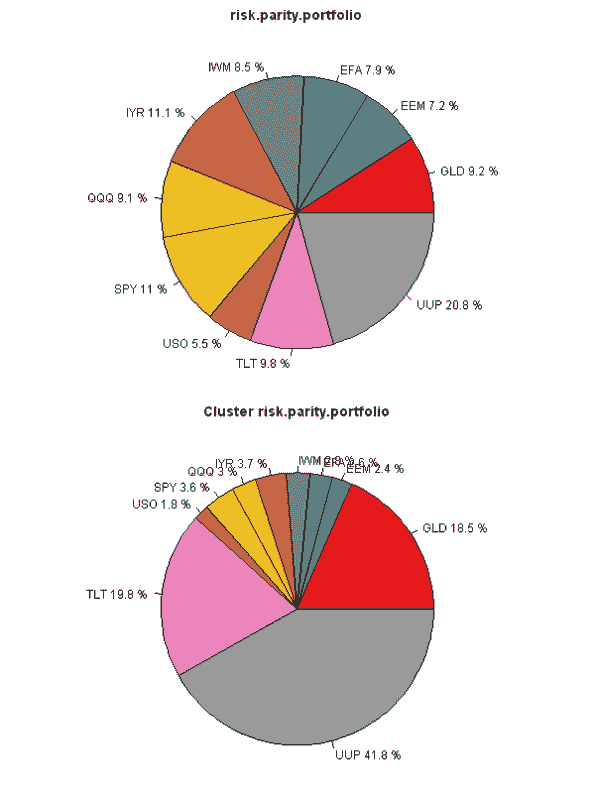 risk.parity.portfolio
IWM 8.5 %
EFA 7.9 %
EEM 7.2 %
IYR 11.1 %
GLD 9.2 %
QQQ 9.1 %
SPY 11 %
UUP 20.8 %
USO 5.5 %
TLT 9.8 %
Cluster risk.parity.portfolio
IYR 3.7 %
IWM
EFA
EEM 2.4 %
QQQ 3 %
SPY 3.6 %
USO 1.8 %
GLD 18.5 %
TLT 19.8 %
UUP 41.8 %